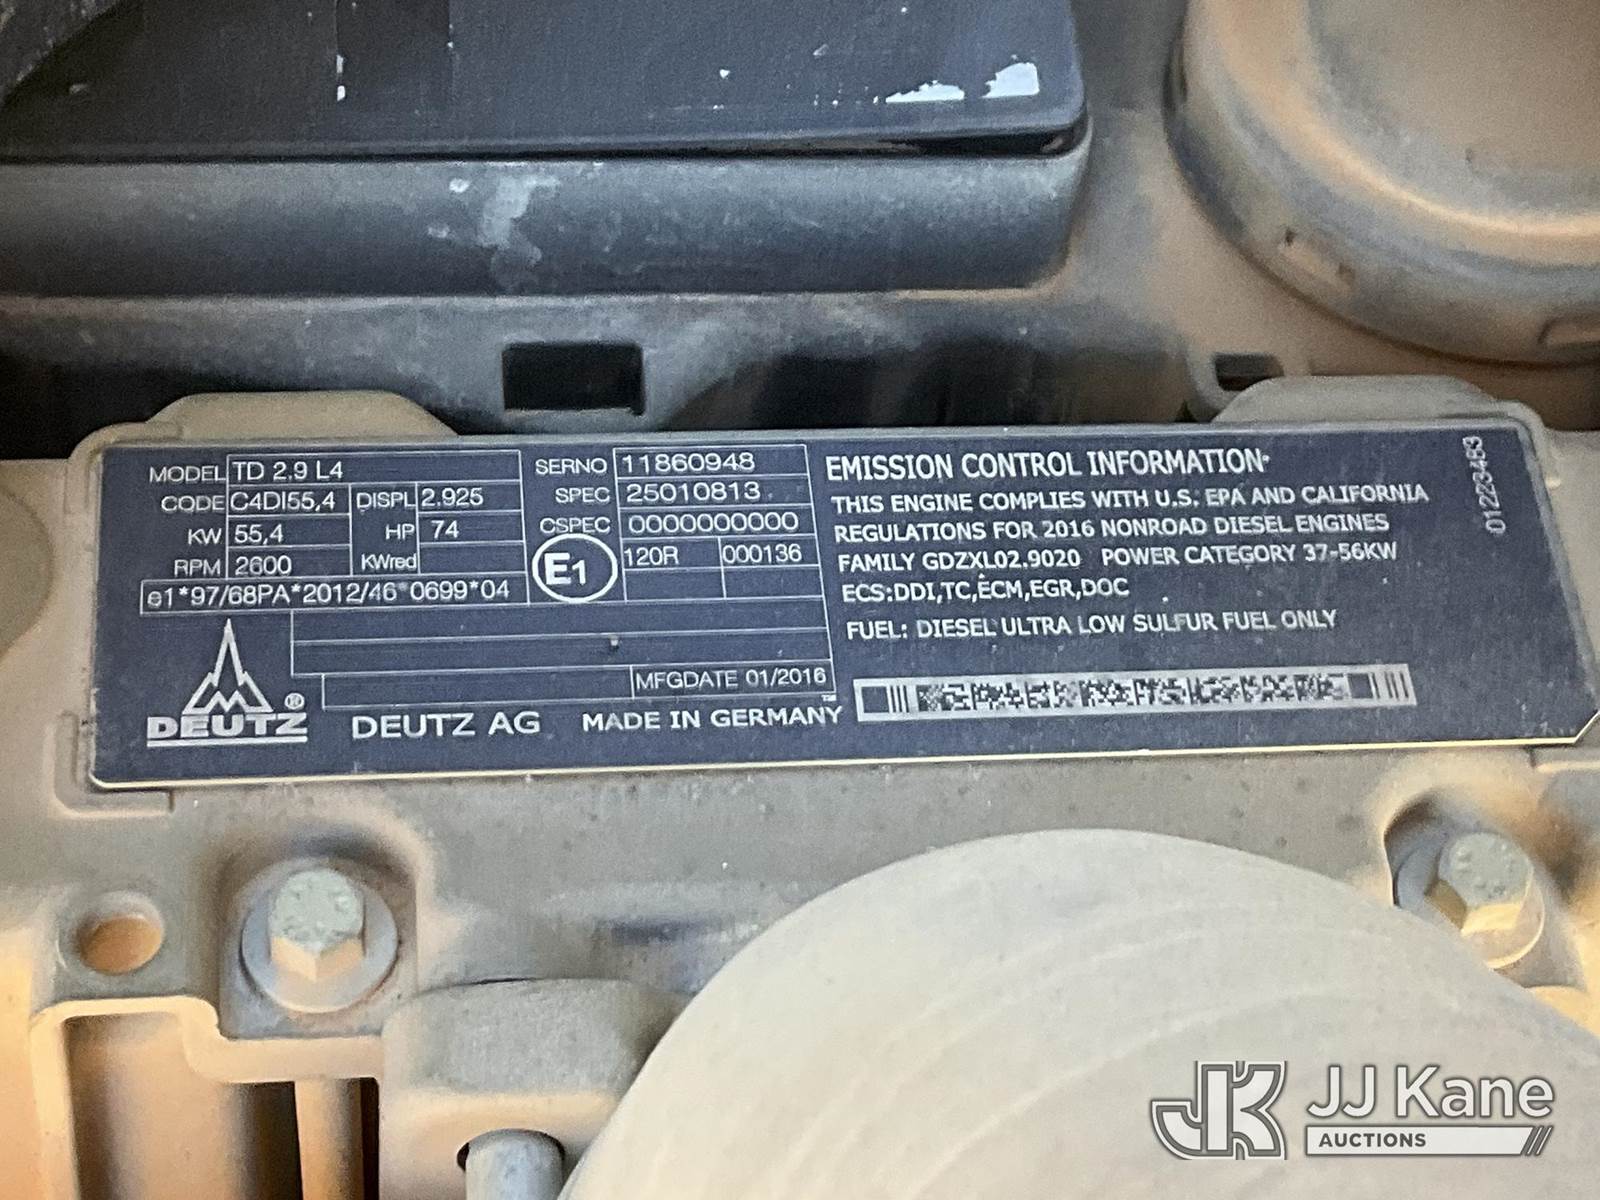 MODEL TD 2.9 L4
CODE C4DI55,4 DISPL 2.925
KW 55,4 HP 74
RPM 2600 KWred
e1*97/68PA*2012/46*0699*04
SERNO 11860948
SPEC 25010813
CSPEC 0000000000
E1 120R 000136
MFGDATE 01/2016
DEUTZ® DEUTZ AG MADE IN GERMANY
EMISSION CONTROL INFORMATION
THIS ENGINE COMPLIES WITH U.S. EPA AND CALIFORNIA
REGULATIONS FOR 2016 NONROAD DIESEL ENGINES
FAMILY GDZXL02.9020 POWER CATEGORY 37-56KW
ECS:DDI,TC,ECM,EGR,DOC
FUEL: DIESEL ULTRA LOW SULFUR FUEL ONLY
01223483
JK JJ Kane
AUCTIONS